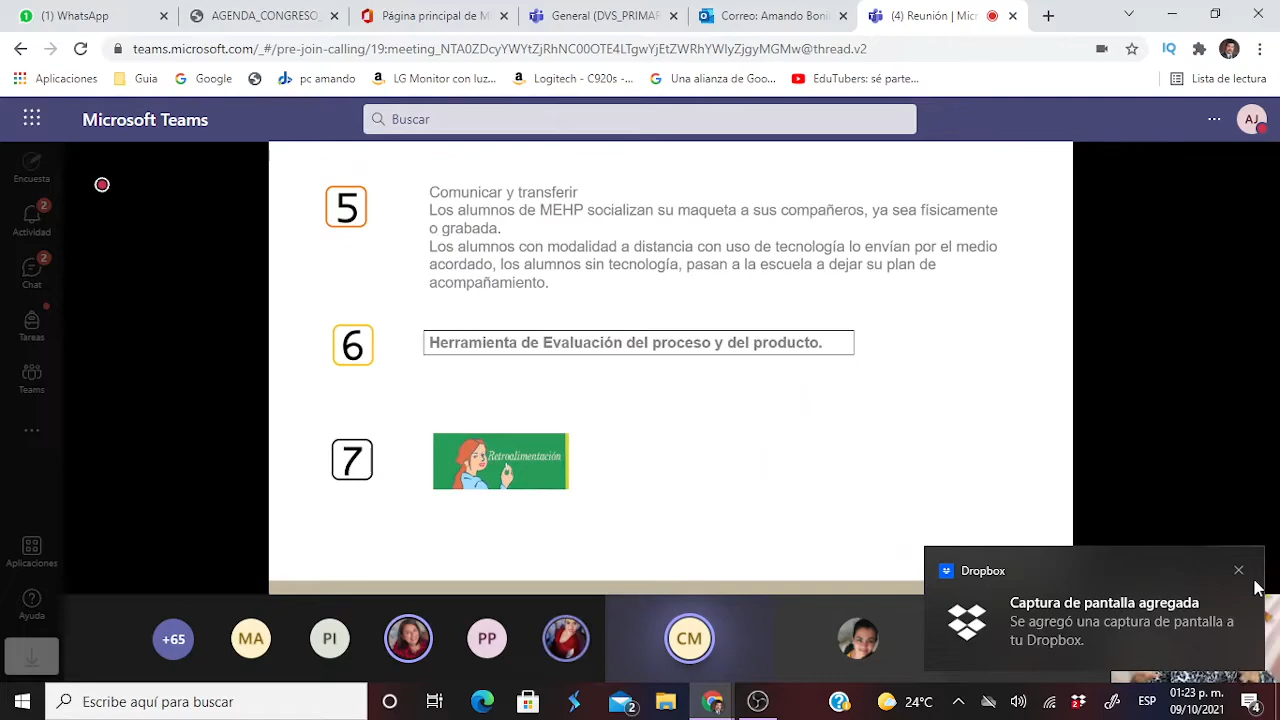 (1) WhatsApp
AGENDA_CONGRESO_
Página principal de M
General (DVS_PRIMAR
Correo: Amando Boni
(4) Reunión | Mic
teams.microsoft.com/_#/pre-join-calling/19:meeting_NTA0ZDcyYWYtZjRhNC00OTE4LTgwYjEtZWRhYWIyZjgyMGMw@thread.v2
IQ
Aplicaciones
Guia
Google
pc amando
LG Monitor con luz...
Logitech - C920s -...
Una alianza de Goo...
EduTubers: sé parte...
Lista de lectura
Microsoft Teams
Buscar
AJ
Encuesta
2
Actividad
2
Chat
Tareas
Teams
Aplicaciones
Ayuda
5
Comunicar y transferir
Los alumnos de MEHP socializan su maqueta a sus compañeros, ya sea físicamente
o grabada.
Los alumnos con modalidad a distancia con uso de tecnología lo envían por el medio
acordado, los alumnos sin tecnología, pasan a la escuela a dejar su plan de
acompañamiento.
6
Herramienta de Evaluación del proceso y del producto.
7
Retroalimentación
Dropbox
Captura de pantalla agregada
Se agregó una captura de pantalla a
tu Dropbox.
+65
MA
PI
PP
CM
Escribe aquí para buscar
2
24°C
ESP
01:23 p. m.
09/10/2021
4